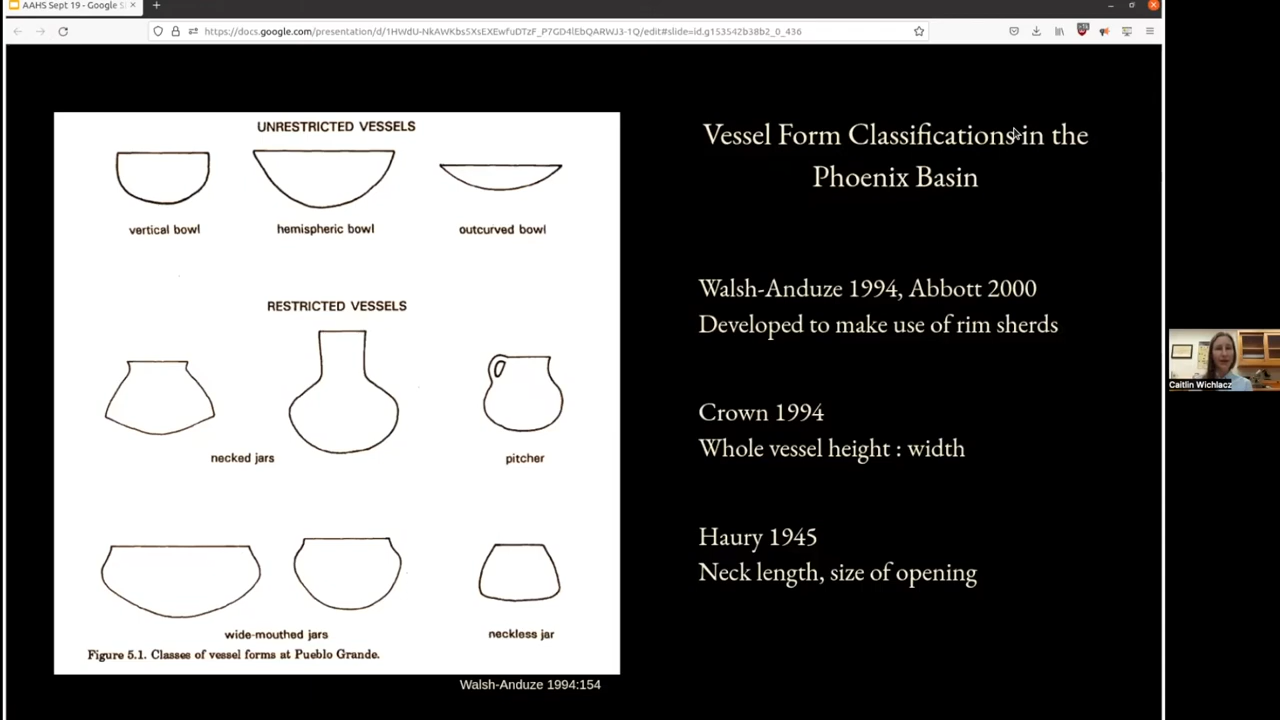 AAHS Sept 19 - Google S
https://docs.google.com/presentation/d/1HWdU-NkAWKbs5XsEXEwfuDTzF_P7GD4lEbQARWJ3-1Q/edit#slide=id.g153542b38b2_0_436
UNRESTRICTED VESSELS
vertical bowl
hemispheric bowl
outcurved bowl
RESTRICTED VESSELS
necked jars
pitcher
wide-mouthed jars
neckless jar
Figure 5.1. Classes of vessel forms at Pueblo Grande.
Walsh-Anduze 1994:154
Vessel Form Classifications in the
Phoenix Basin
Walsh-Anduze 1994, Abbott 2000
Developed to make use of rim sherds
Crown 1994
Whole vessel height : width
Haury 1945
Neck length, size of opening
Caitlin Wichlacz